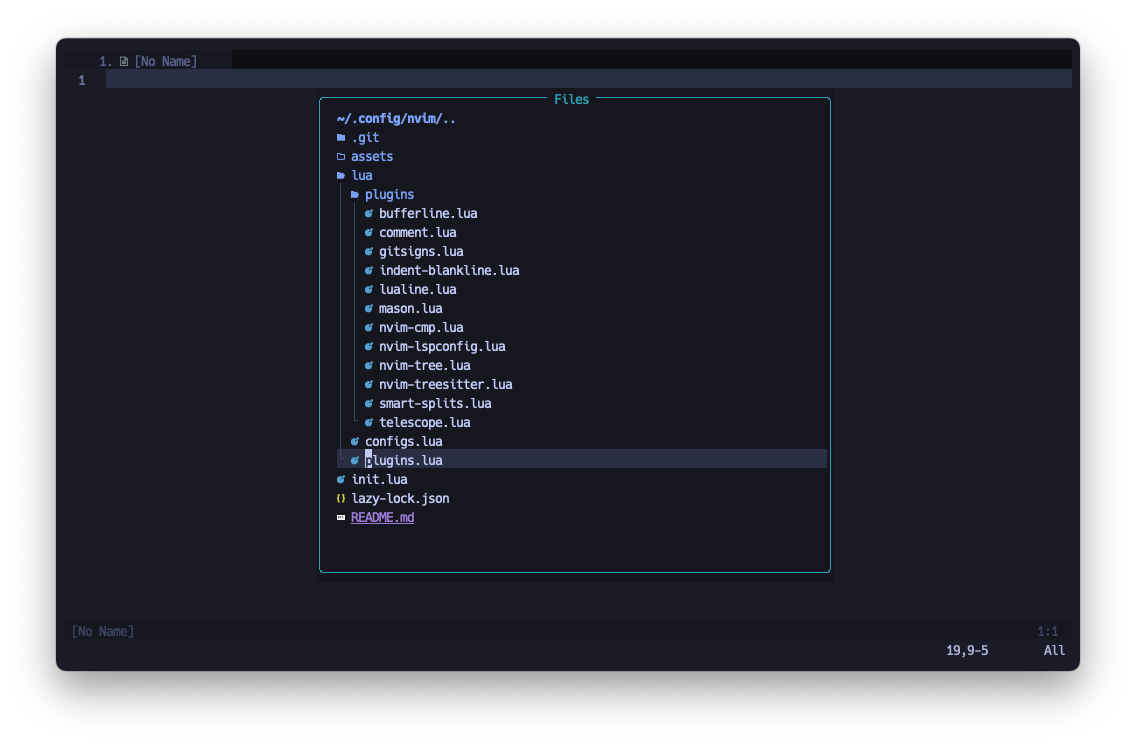 1. [No Name]
1
Files
~/.config/nvim/..
.git
assets
lua
plugins
bufferline.lua
comment.lua
gitsigns.lua
indent-blankline.lua
lualine.lua
mason.lua
nvim-cmp.lua
nvim-lspconfig.lua
nvim-tree.lua
nvim-treesitter.lua
smart-splits.lua
telescope.lua
configs.lua
plugins.lua
init.lua
{} lazy-lock.json
README.md
[No Name] 1:1
19,9-5 All